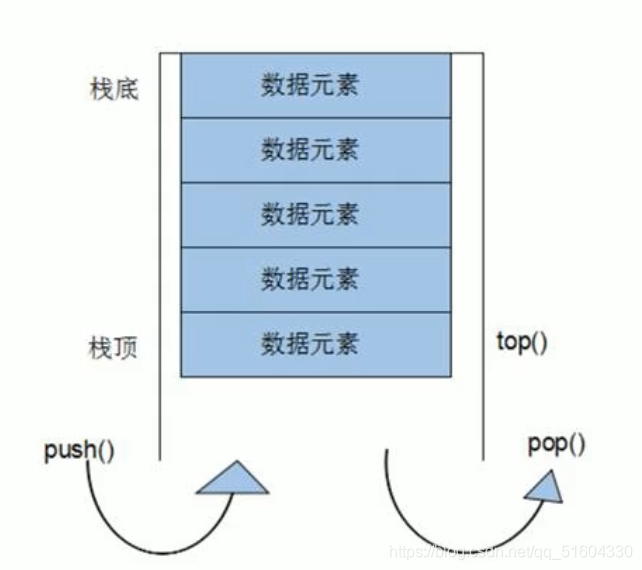 栈底
数据元素
数据元素
数据元素
数据元素
栈顶
数据元素
top()
push()
pop()
https://blog.csdn.net/qq_51604330